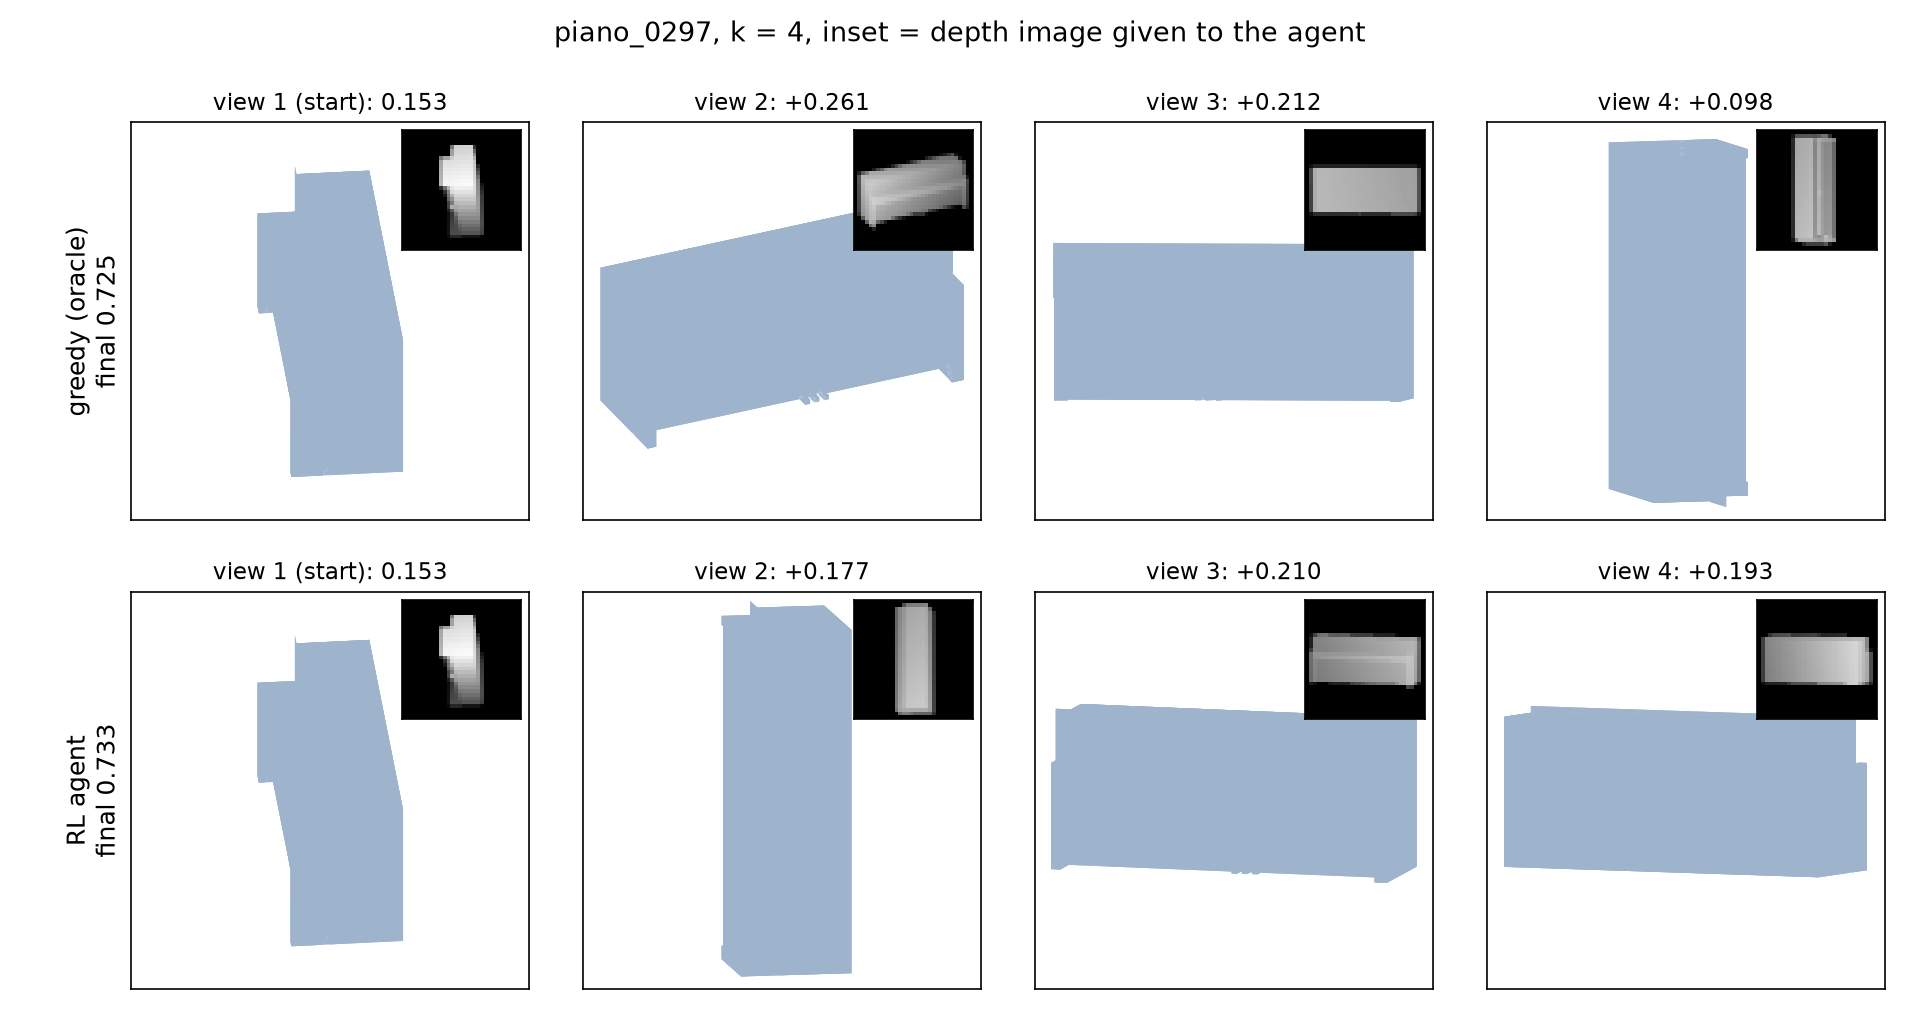 piano_0297, k = 4, inset = depth image given to the agent
view 1 (start): 0.153
view 2: +0.261
view 3: +0.212
view 4: +0.098
greedy (oracle)
final 0.725
view 1 (start): 0.153
view 2: +0.177
view 3: +0.210
view 4: +0.193
RL agent
final 0.733